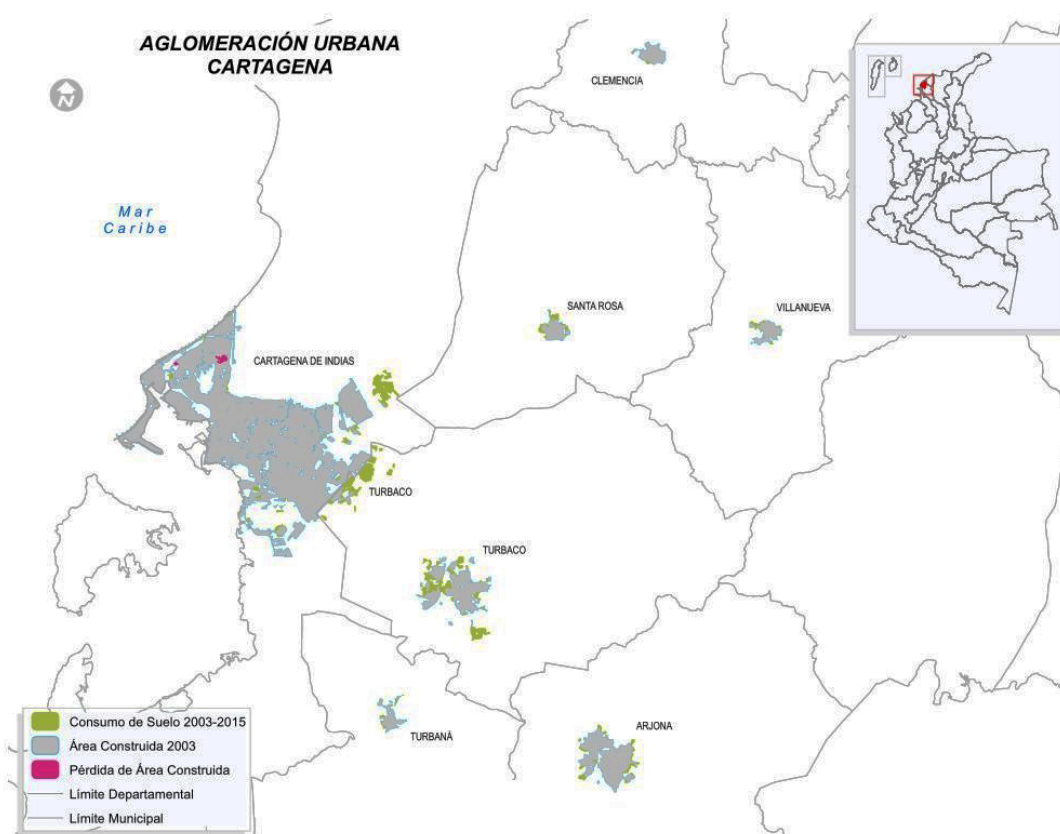 AGLOMERACIÓN URBANA
CARTAGENA
N
CLEMENCIA
Mar
Caribe
SANTA ROSA
VILLANUEVA
CARTAGENA DE INDIAS
TURBACO
TURBACO
TURBANÁ
ARJONA
Consumo de Suelo 2003-2015
Área Construida 2003
Pérdida de Área Construida
Límite Departamental
Límite Municipal